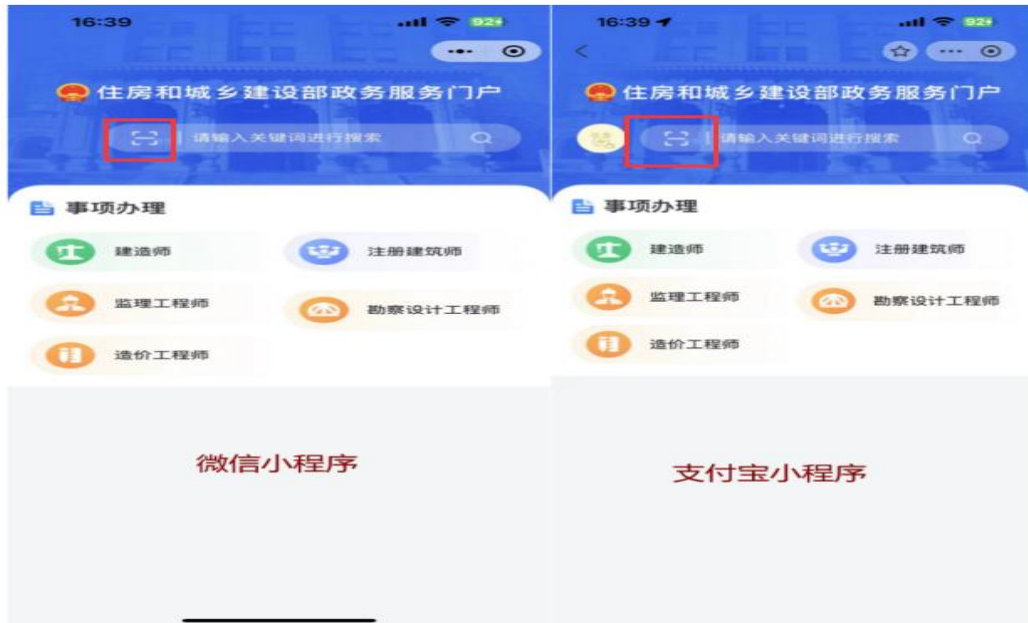 16:39
92+
住房和城乡建设部政务服务门户
请输入关键词进行搜索
事项办理
建造师
注册建筑师
监理工程师
勘察设计工程师
造价工程师
微信小程序
16:39
92+
住房和城乡建设部政务服务门户
请输入关键词进行搜索
事项办理
建造师
注册建筑师
监理工程师
勘察设计工程师
造价工程师
支付宝小程序